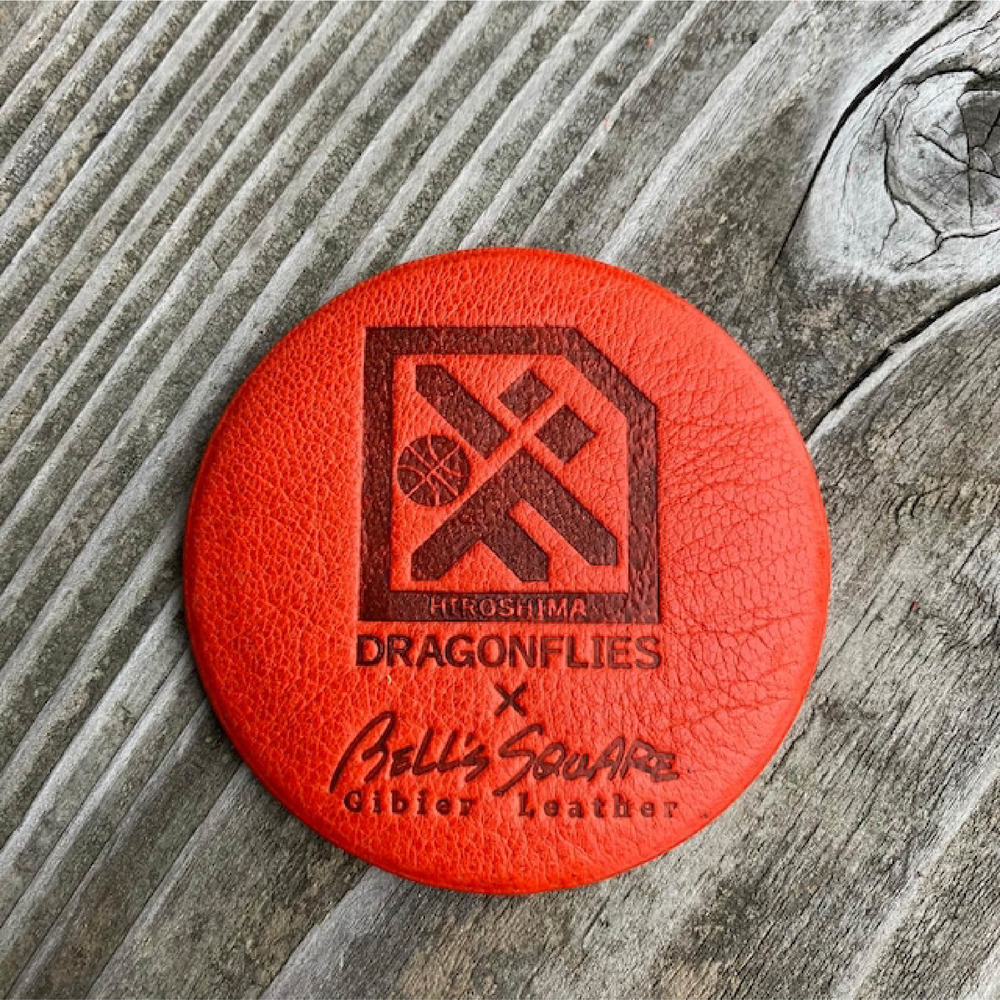 HIROSHIMA
DRAGONFLIES
X
BELL's SQUARE
Gibier Leather